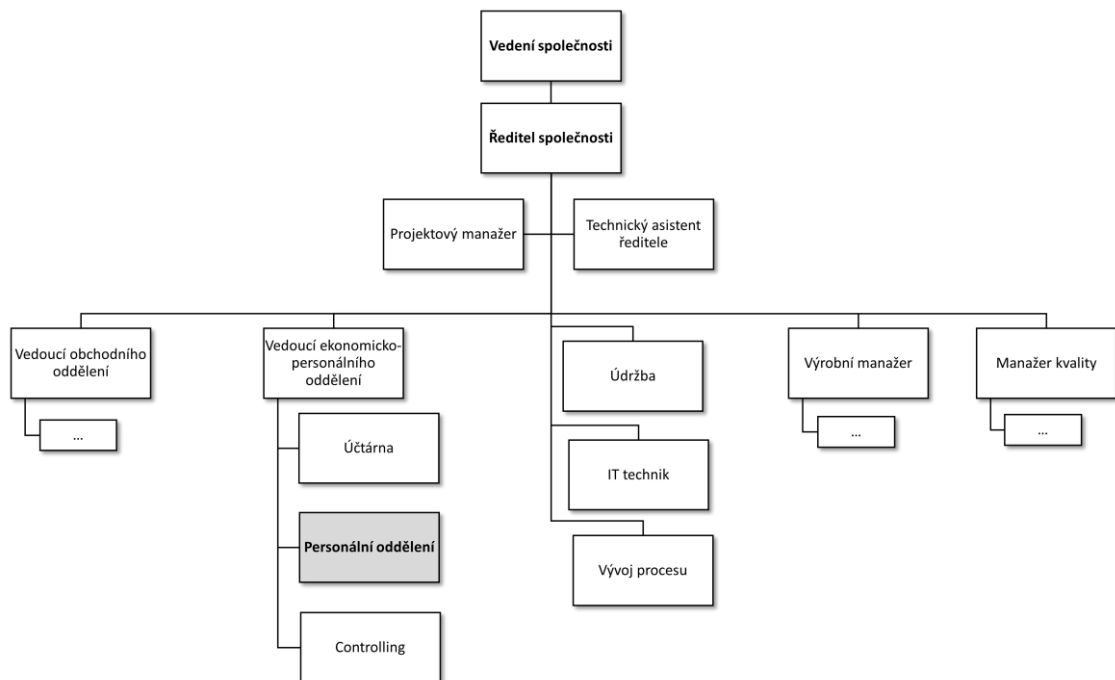 Vedení společnosti
Ředitel společnosti
Projektový manažer
Technický asistent
ředitele
Vedoucí obchodního
oddělení
Vedoucí ekonomicko-
personálního
oddělení
Údržba
Výrobní manažer
Manažer kvality
...
Účtárna
...
...
IT technik
Personální oddělení
Vývoj procesu
Controlling